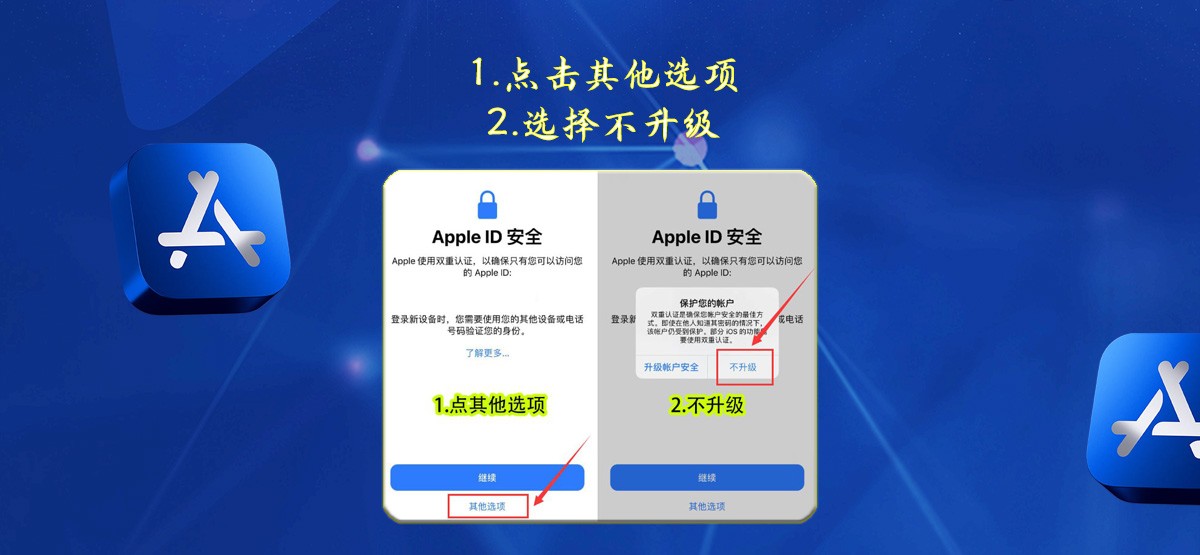 1.点击其他选项
2.选择不升级
Apple ID 安全
Apple 使用双重认证，以确保只有您可以访问您
的 Apple ID:
登录新设备时，您需要使用您的其他设备或电话
号码验证您的身份。
了解更多...
1.点其他选项
继续
其他选项
Apple ID 安全
Apple 使用双重认证，以确保只有您可以访问您
的 Apple ID:
登录新
或电话
保护您的帐户
双重认证是确保您帐户安全的最佳方
式。即使在他人知道其密码的情况下，
该帐户仍受到保护。部分 iOS 的功能
要使用双重认证。
升级帐户安全
不升级
2.不升级
继续
其他选项